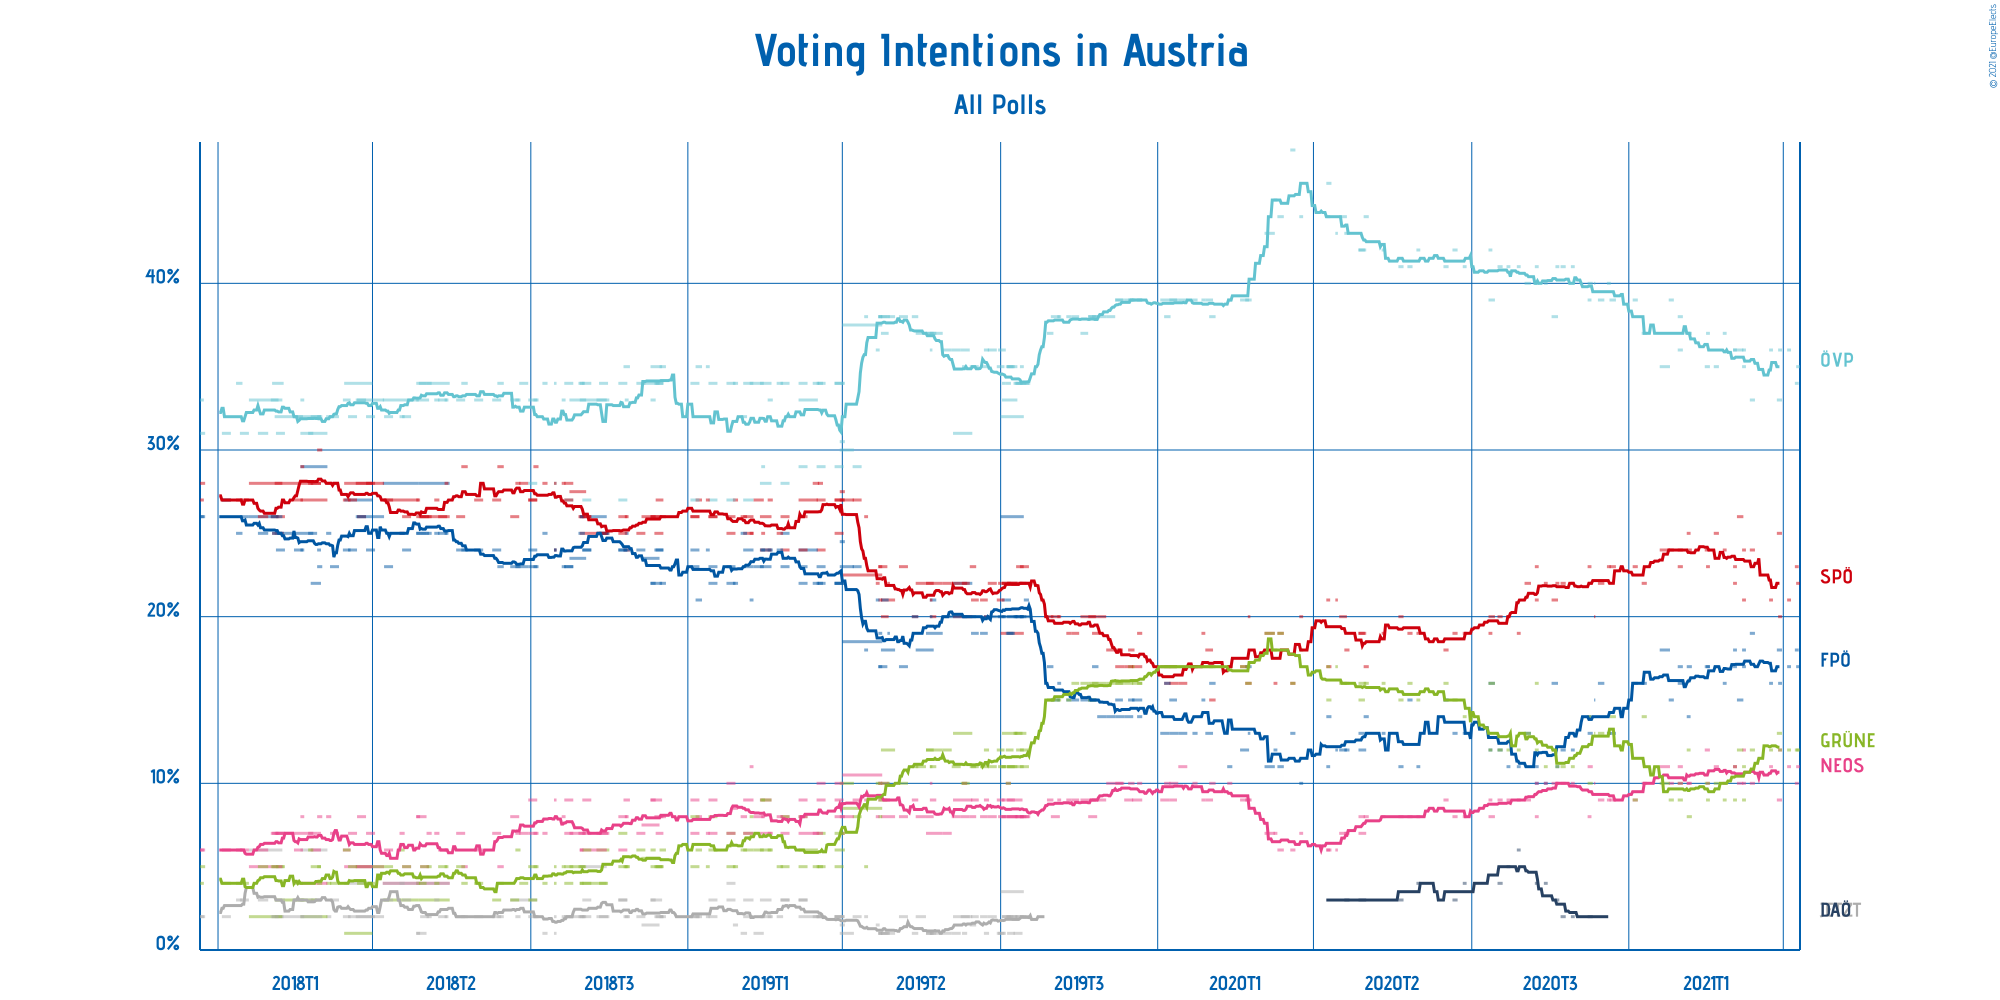 © 2021 @EuropeElects
Voting Intentions in Austria
All Polls
40%
30%
20%
10%
0%
ÖVP
SPÖ
FPÖ
GRÜNE
NEOS
DAÖ
2018T1
2018T2
2018T3
2019T1
2019T2
2019T3
2020T1
2020T2
2020T3
2021T1